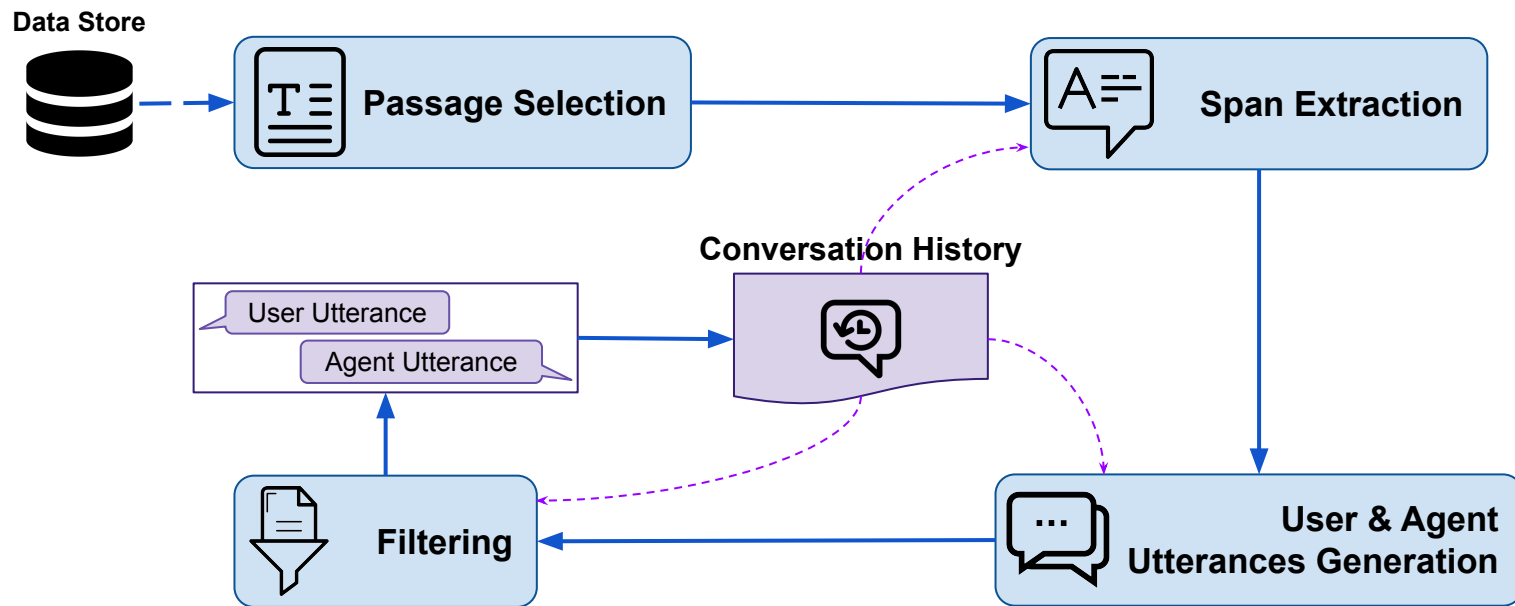 Data Store
Passage Selection
Span Extraction
Conversation History
User Utterance
Agent Utterance
Filtering
User & Agent
Utterances Generation